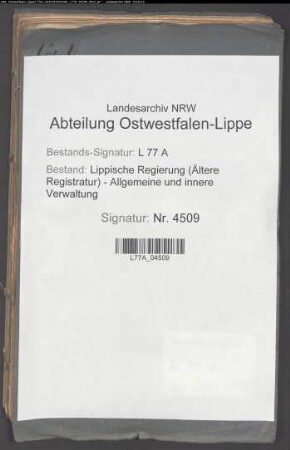 Landesarchiv NRW
Abteilung Ostwestfalen-Lippe
Bestands-Signatur: L 77 A
Bestand: Lippische Regierung (Ältere
Registratur) - Allgemeine und innere
Verwaltung
Signatur: Nr. 4509
L77A_04509